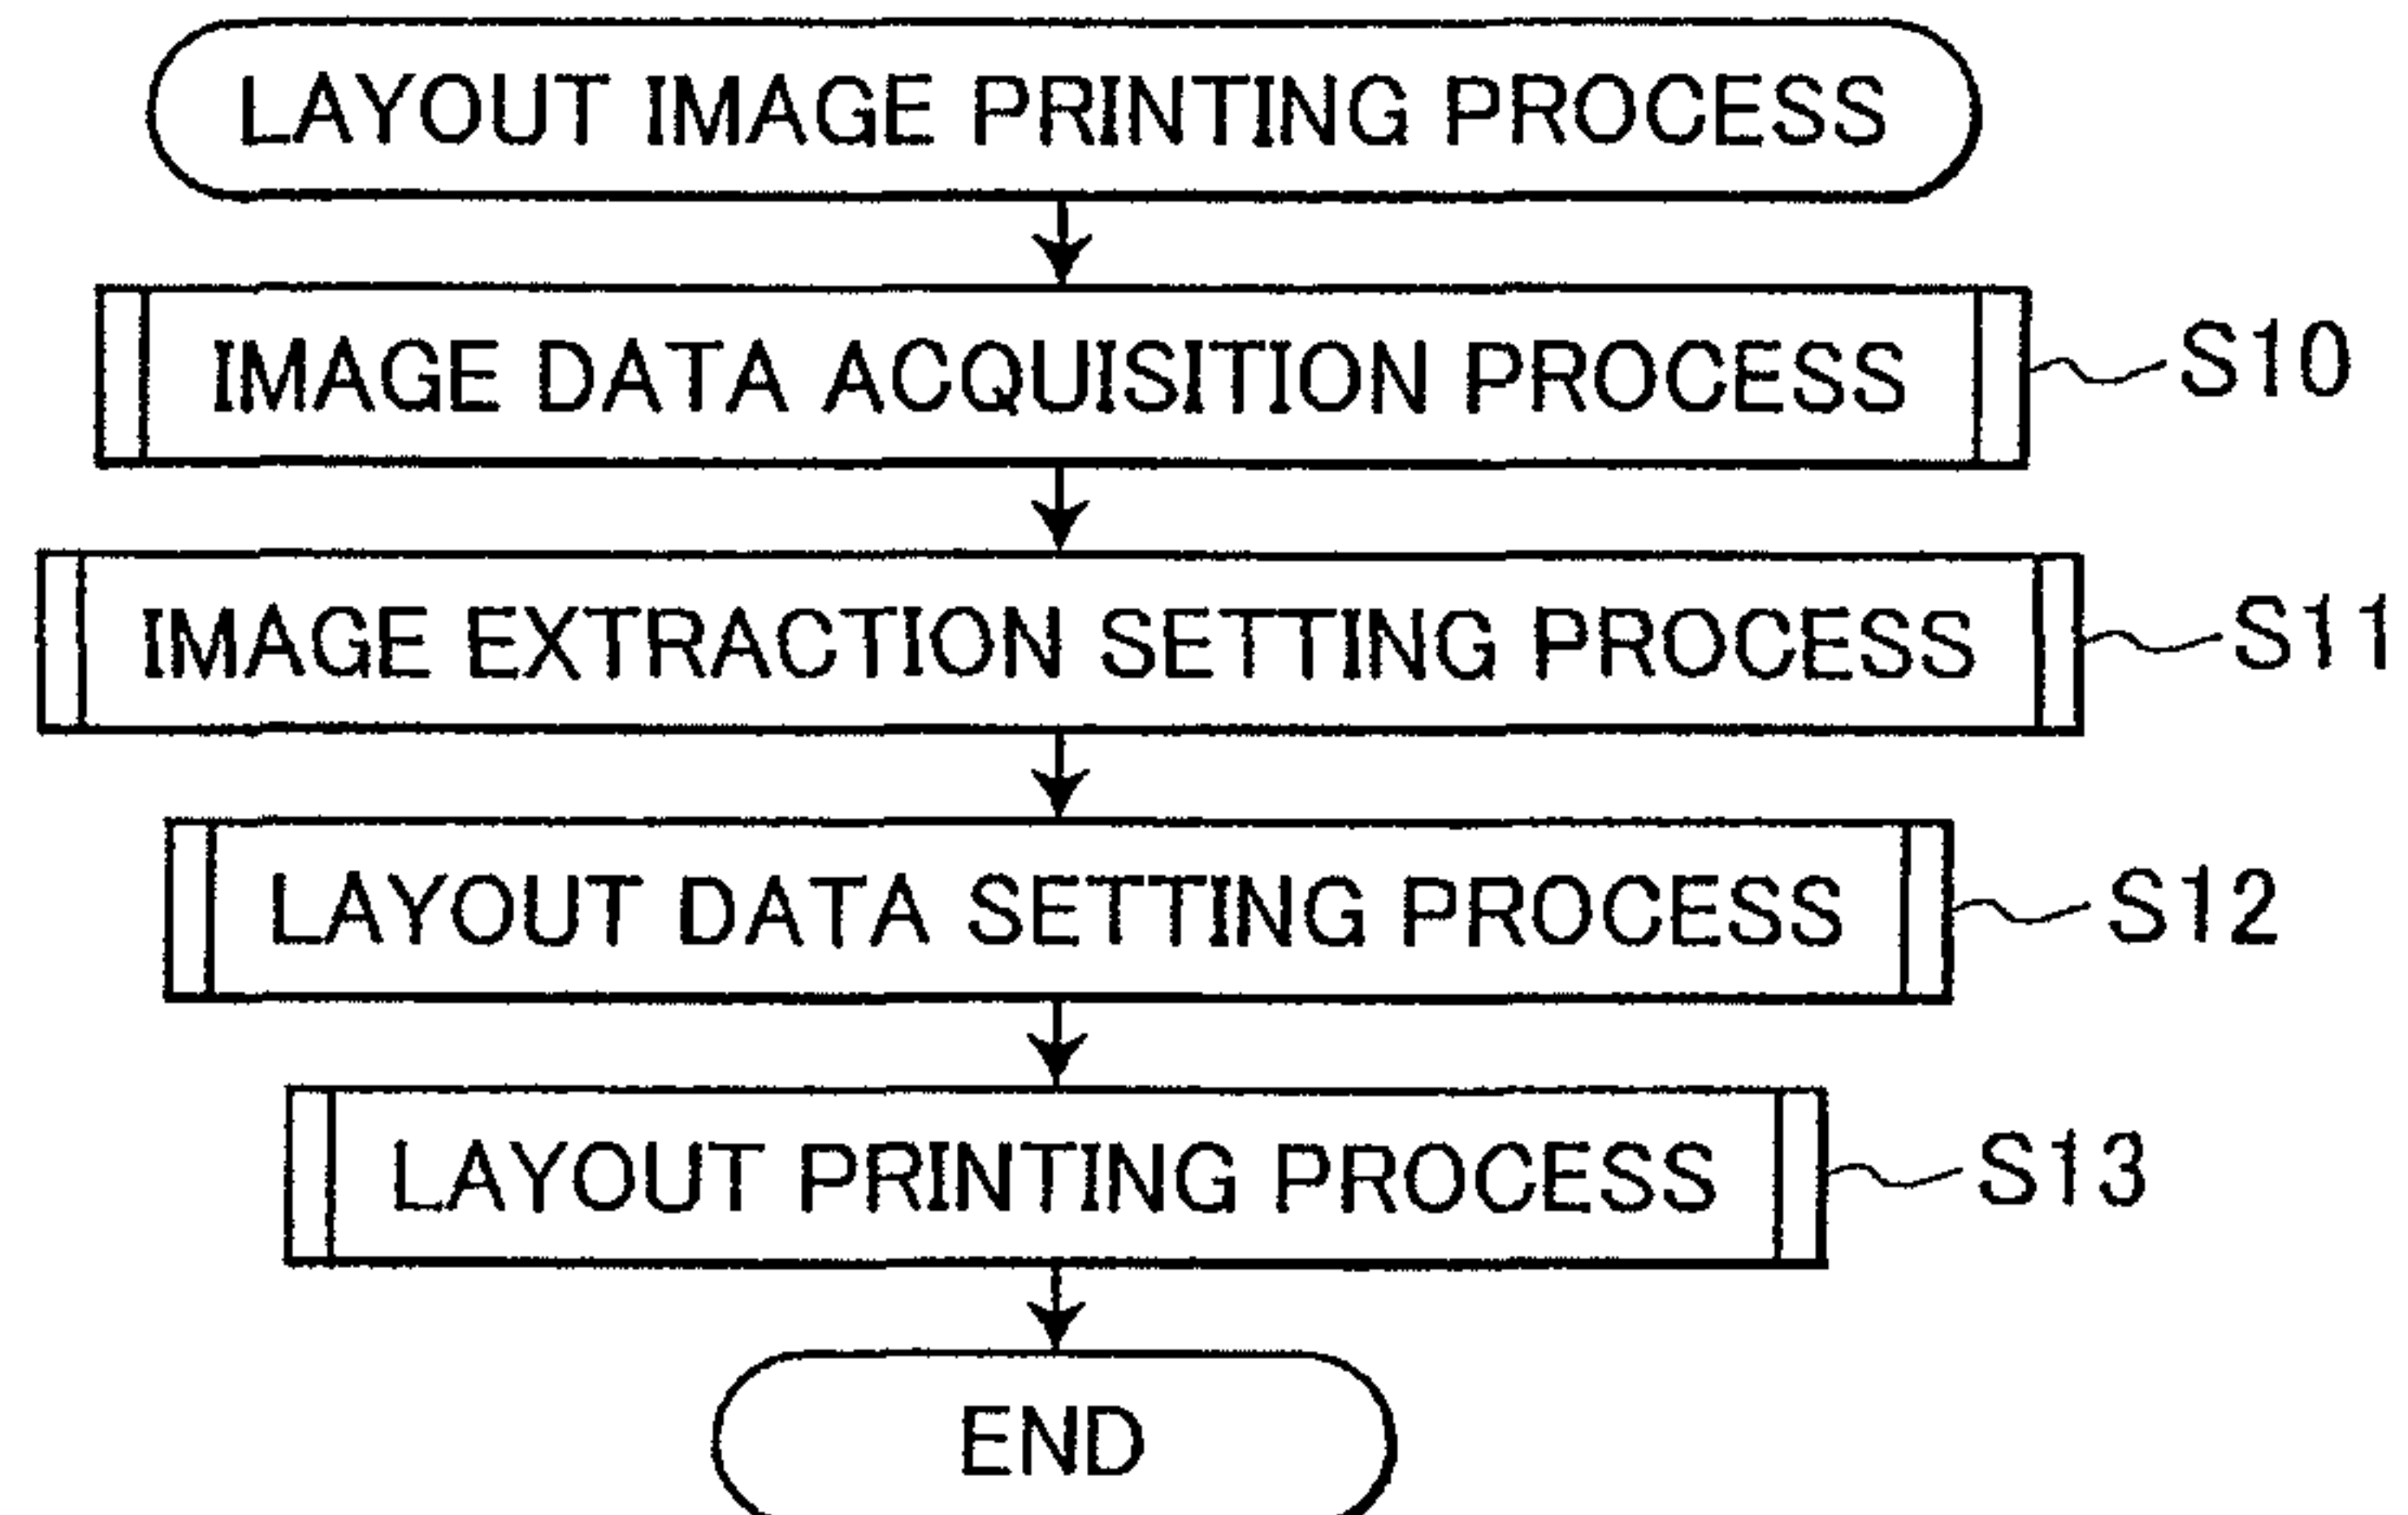 LAYOUT IMAGE PRINTING PROCESS
IMAGE DATA ACQUISITION PROCESS S10
IMAGE EXTRACTION SETTING PROCESS S11
LAYOUT DATA SETTING PROCESS S12
LAYOUT PRINTING PROCESS S13
END